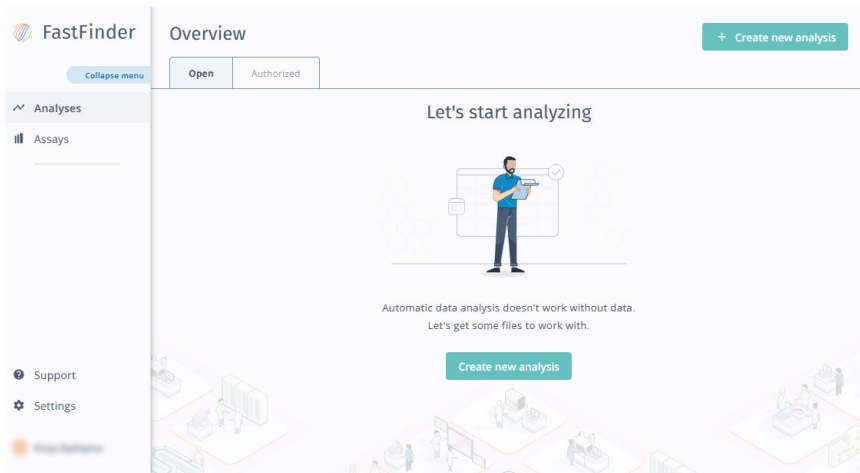 FastFinder
Collapse menu
Analyses
Assays
Support
Settings
Overview
+ Create new analysis
Open
Authorized
Let's start analyzing
Automatic data analysis doesn't work without data.
Let's get some files to work with.
Create new analysis